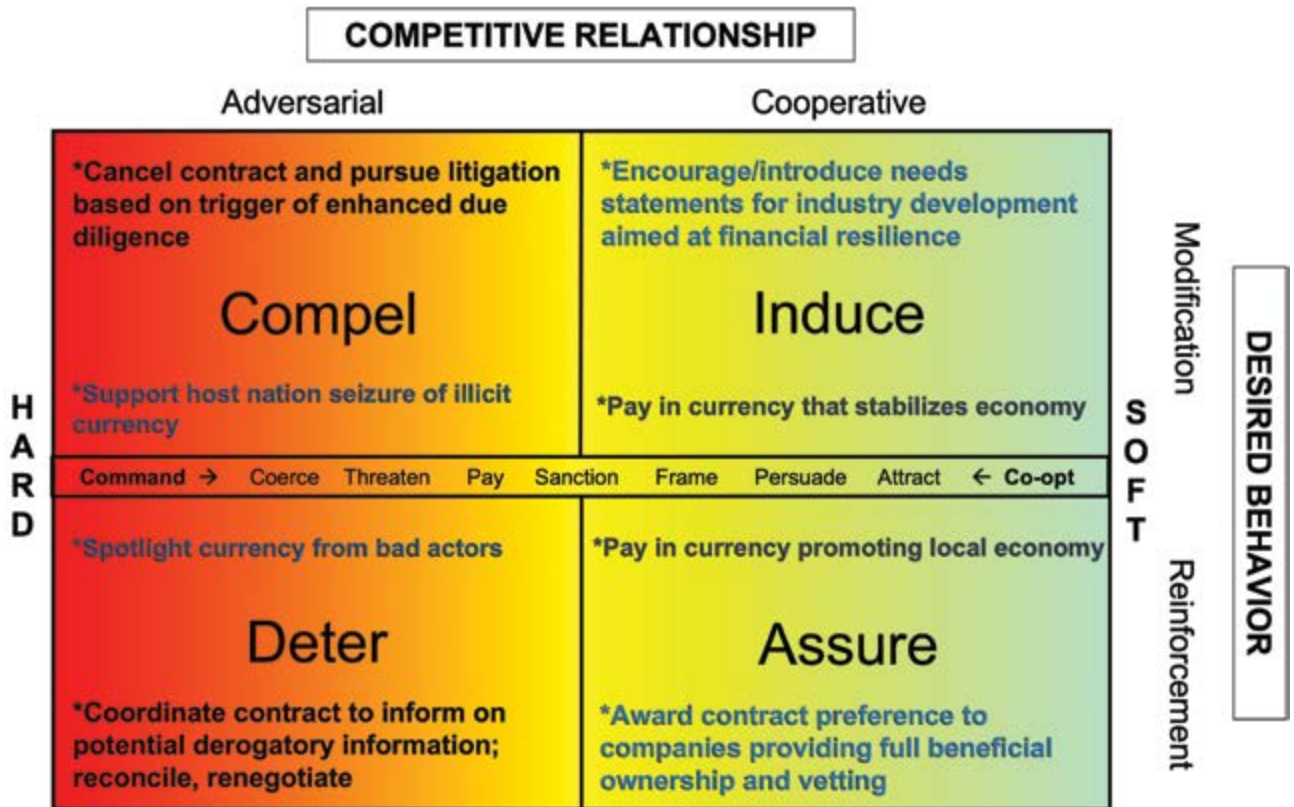 COMPETITIVE RELATIONSHIP
Adversarial
Cooperative
*Cancel contract and pursue litigation
based on trigger of enhanced due
diligence
Compel
*Support host nation seizure of illicit
currency
*Encourage/introduce needs
statements for industry development
aimed at financial resilience
Induce
*Pay in currency that stabilizes economy
HARD
Command → Coerce Threaten Pay Sanction Frame Persuade Attract ← Co-opt
SOFT
*Spotlight currency from bad actors
Deter
*Coordinate contract to inform on
potential derogatory information;
reconcile, renegotiate
*Pay in currency promoting local economy
Assure
*Award contract preference to
companies providing full beneficial
ownership and vetting
Modification
Reinforcement
DESIRED BEHAVIOR